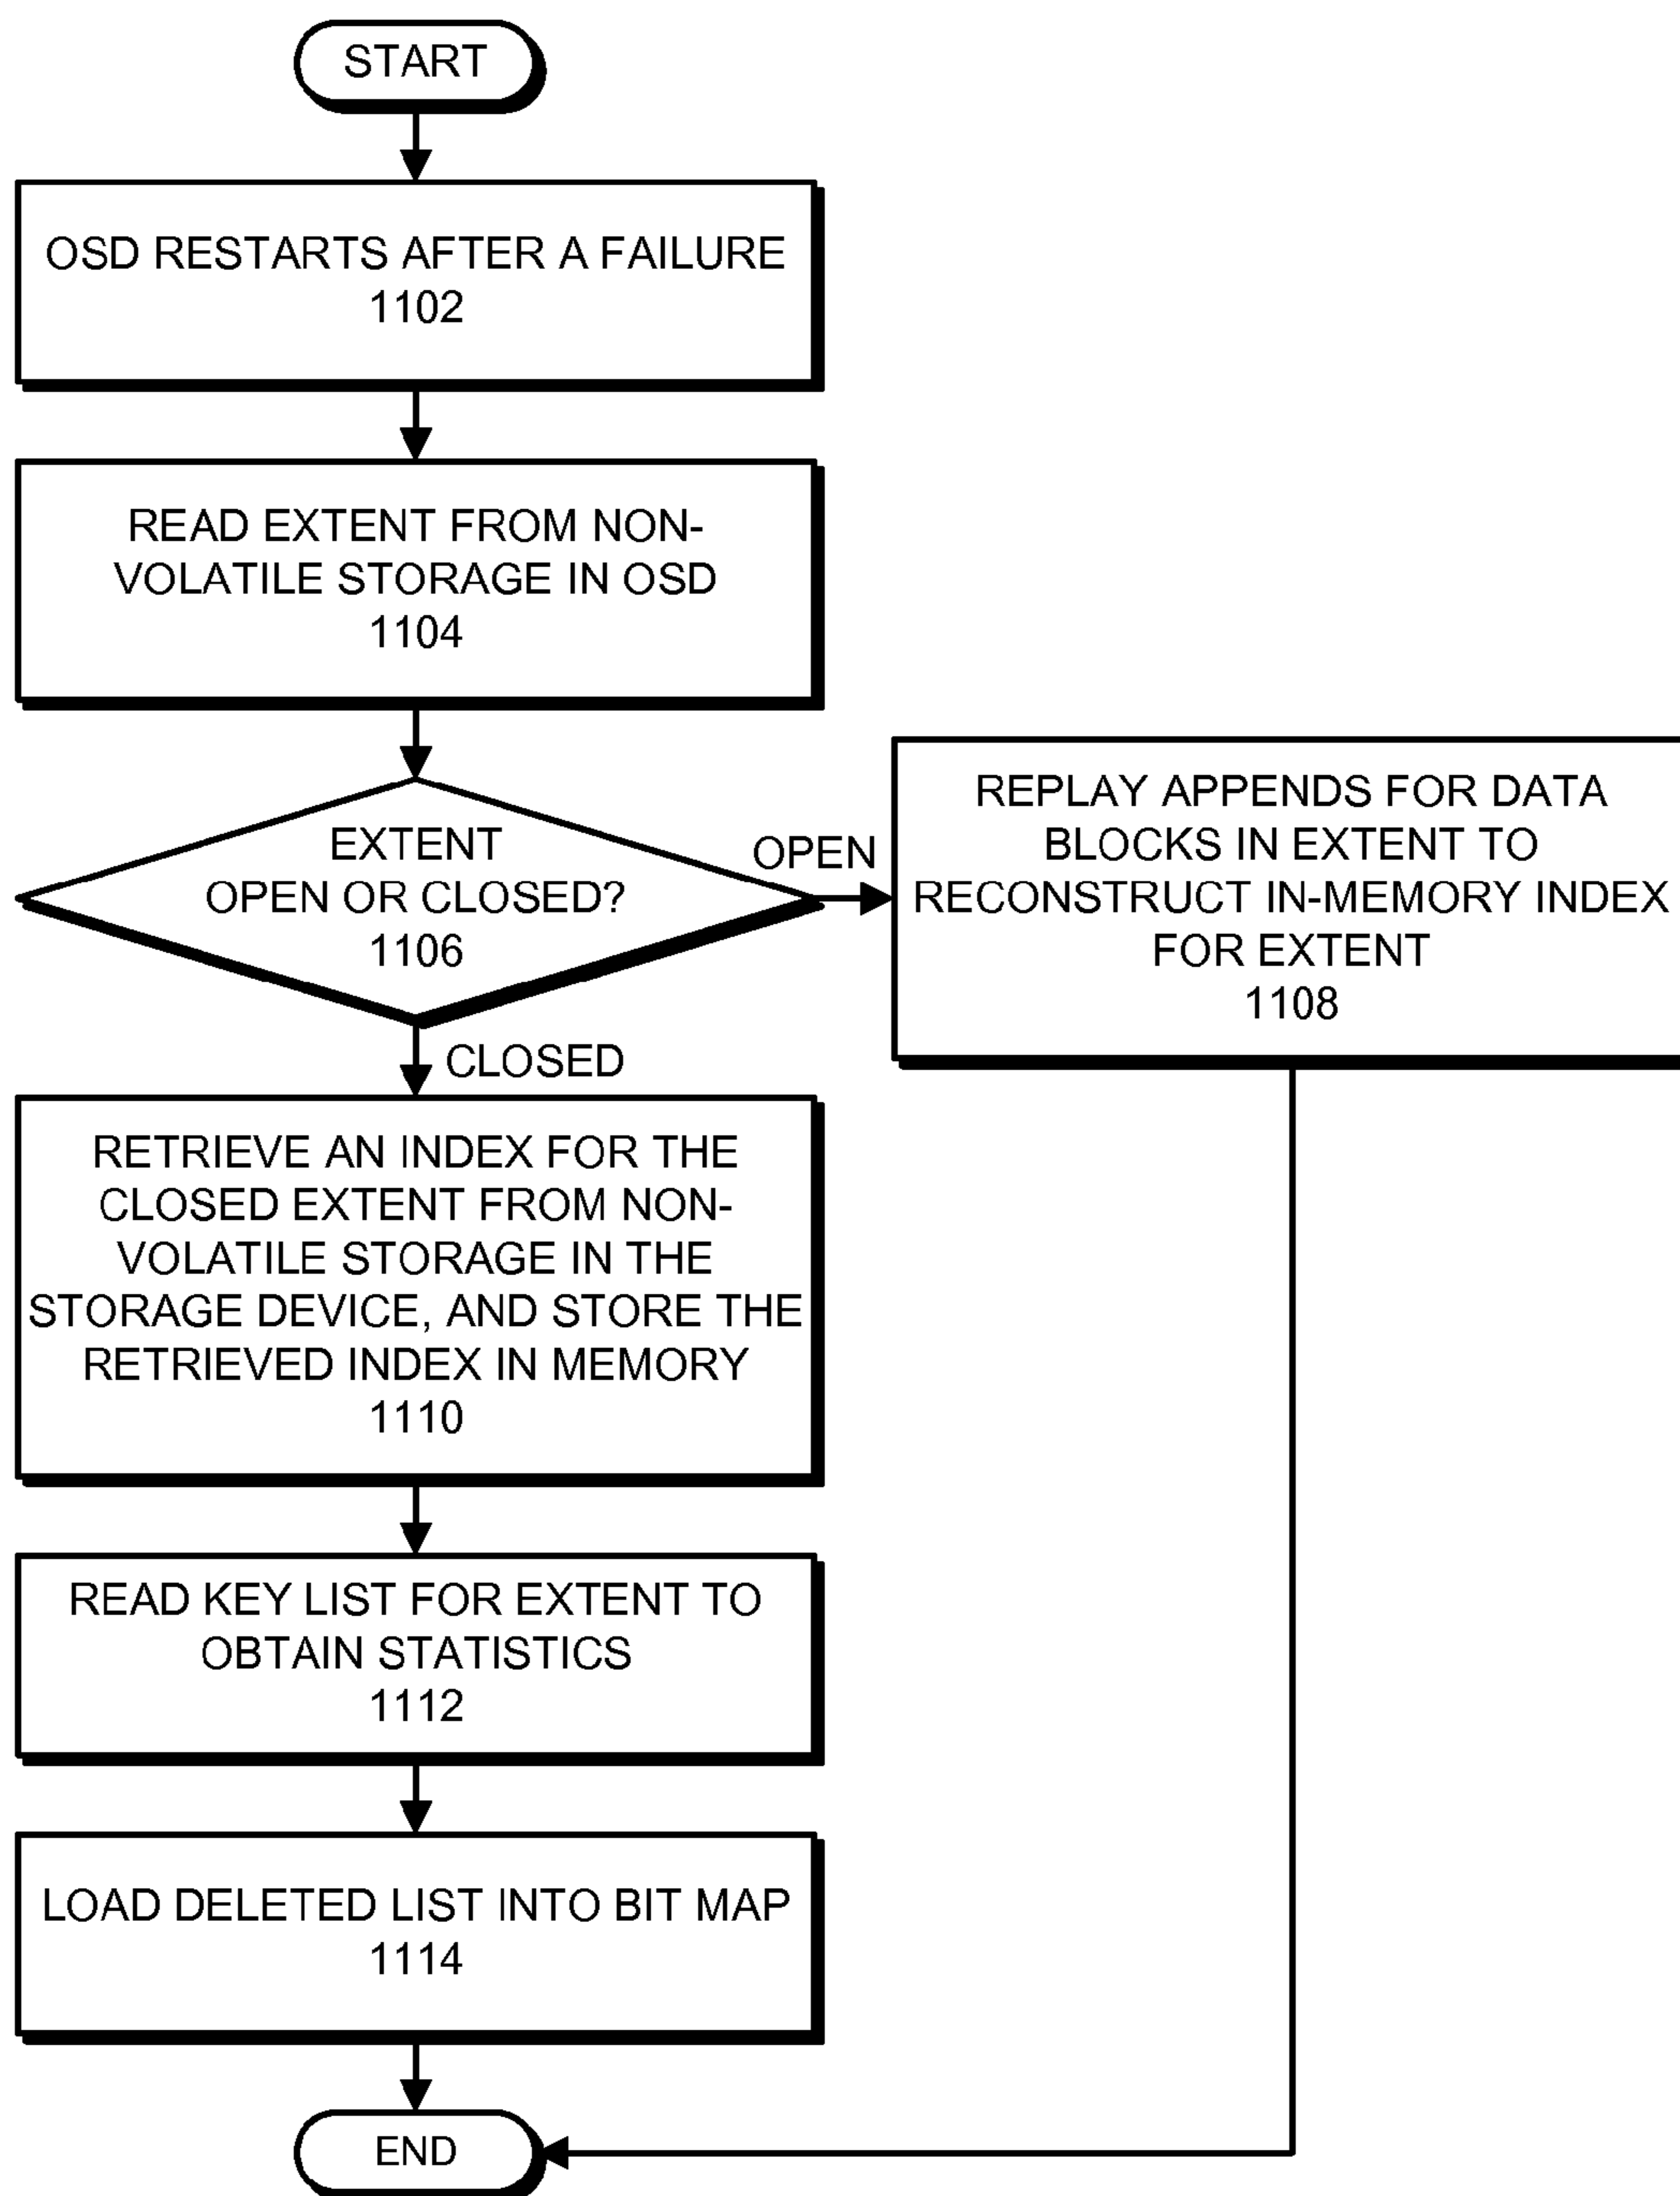 START
OSD RESTARTS AFTER A FAILURE
1102
READ EXTENT FROM NON-
VOLATILE STORAGE IN OSD
1104
EXTENT
OPEN OR CLOSED?
1106
OPEN
REPLAY APPENDS FOR DATA
BLOCKS IN EXTENT TO
RECONSTRUCT IN-MEMORY INDEX
FOR EXTENT
1108
CLOSED
RETRIEVE AN INDEX FOR THE
CLOSED EXTENT FROM NON-
VOLATILE STORAGE IN THE
STORAGE DEVICE, AND STORE THE
RETRIEVED INDEX IN MEMORY
1110
READ KEY LIST FOR EXTENT TO
OBTAIN STATISTICS
1112
LOAD DELETED LIST INTO BIT MAP
1114
END